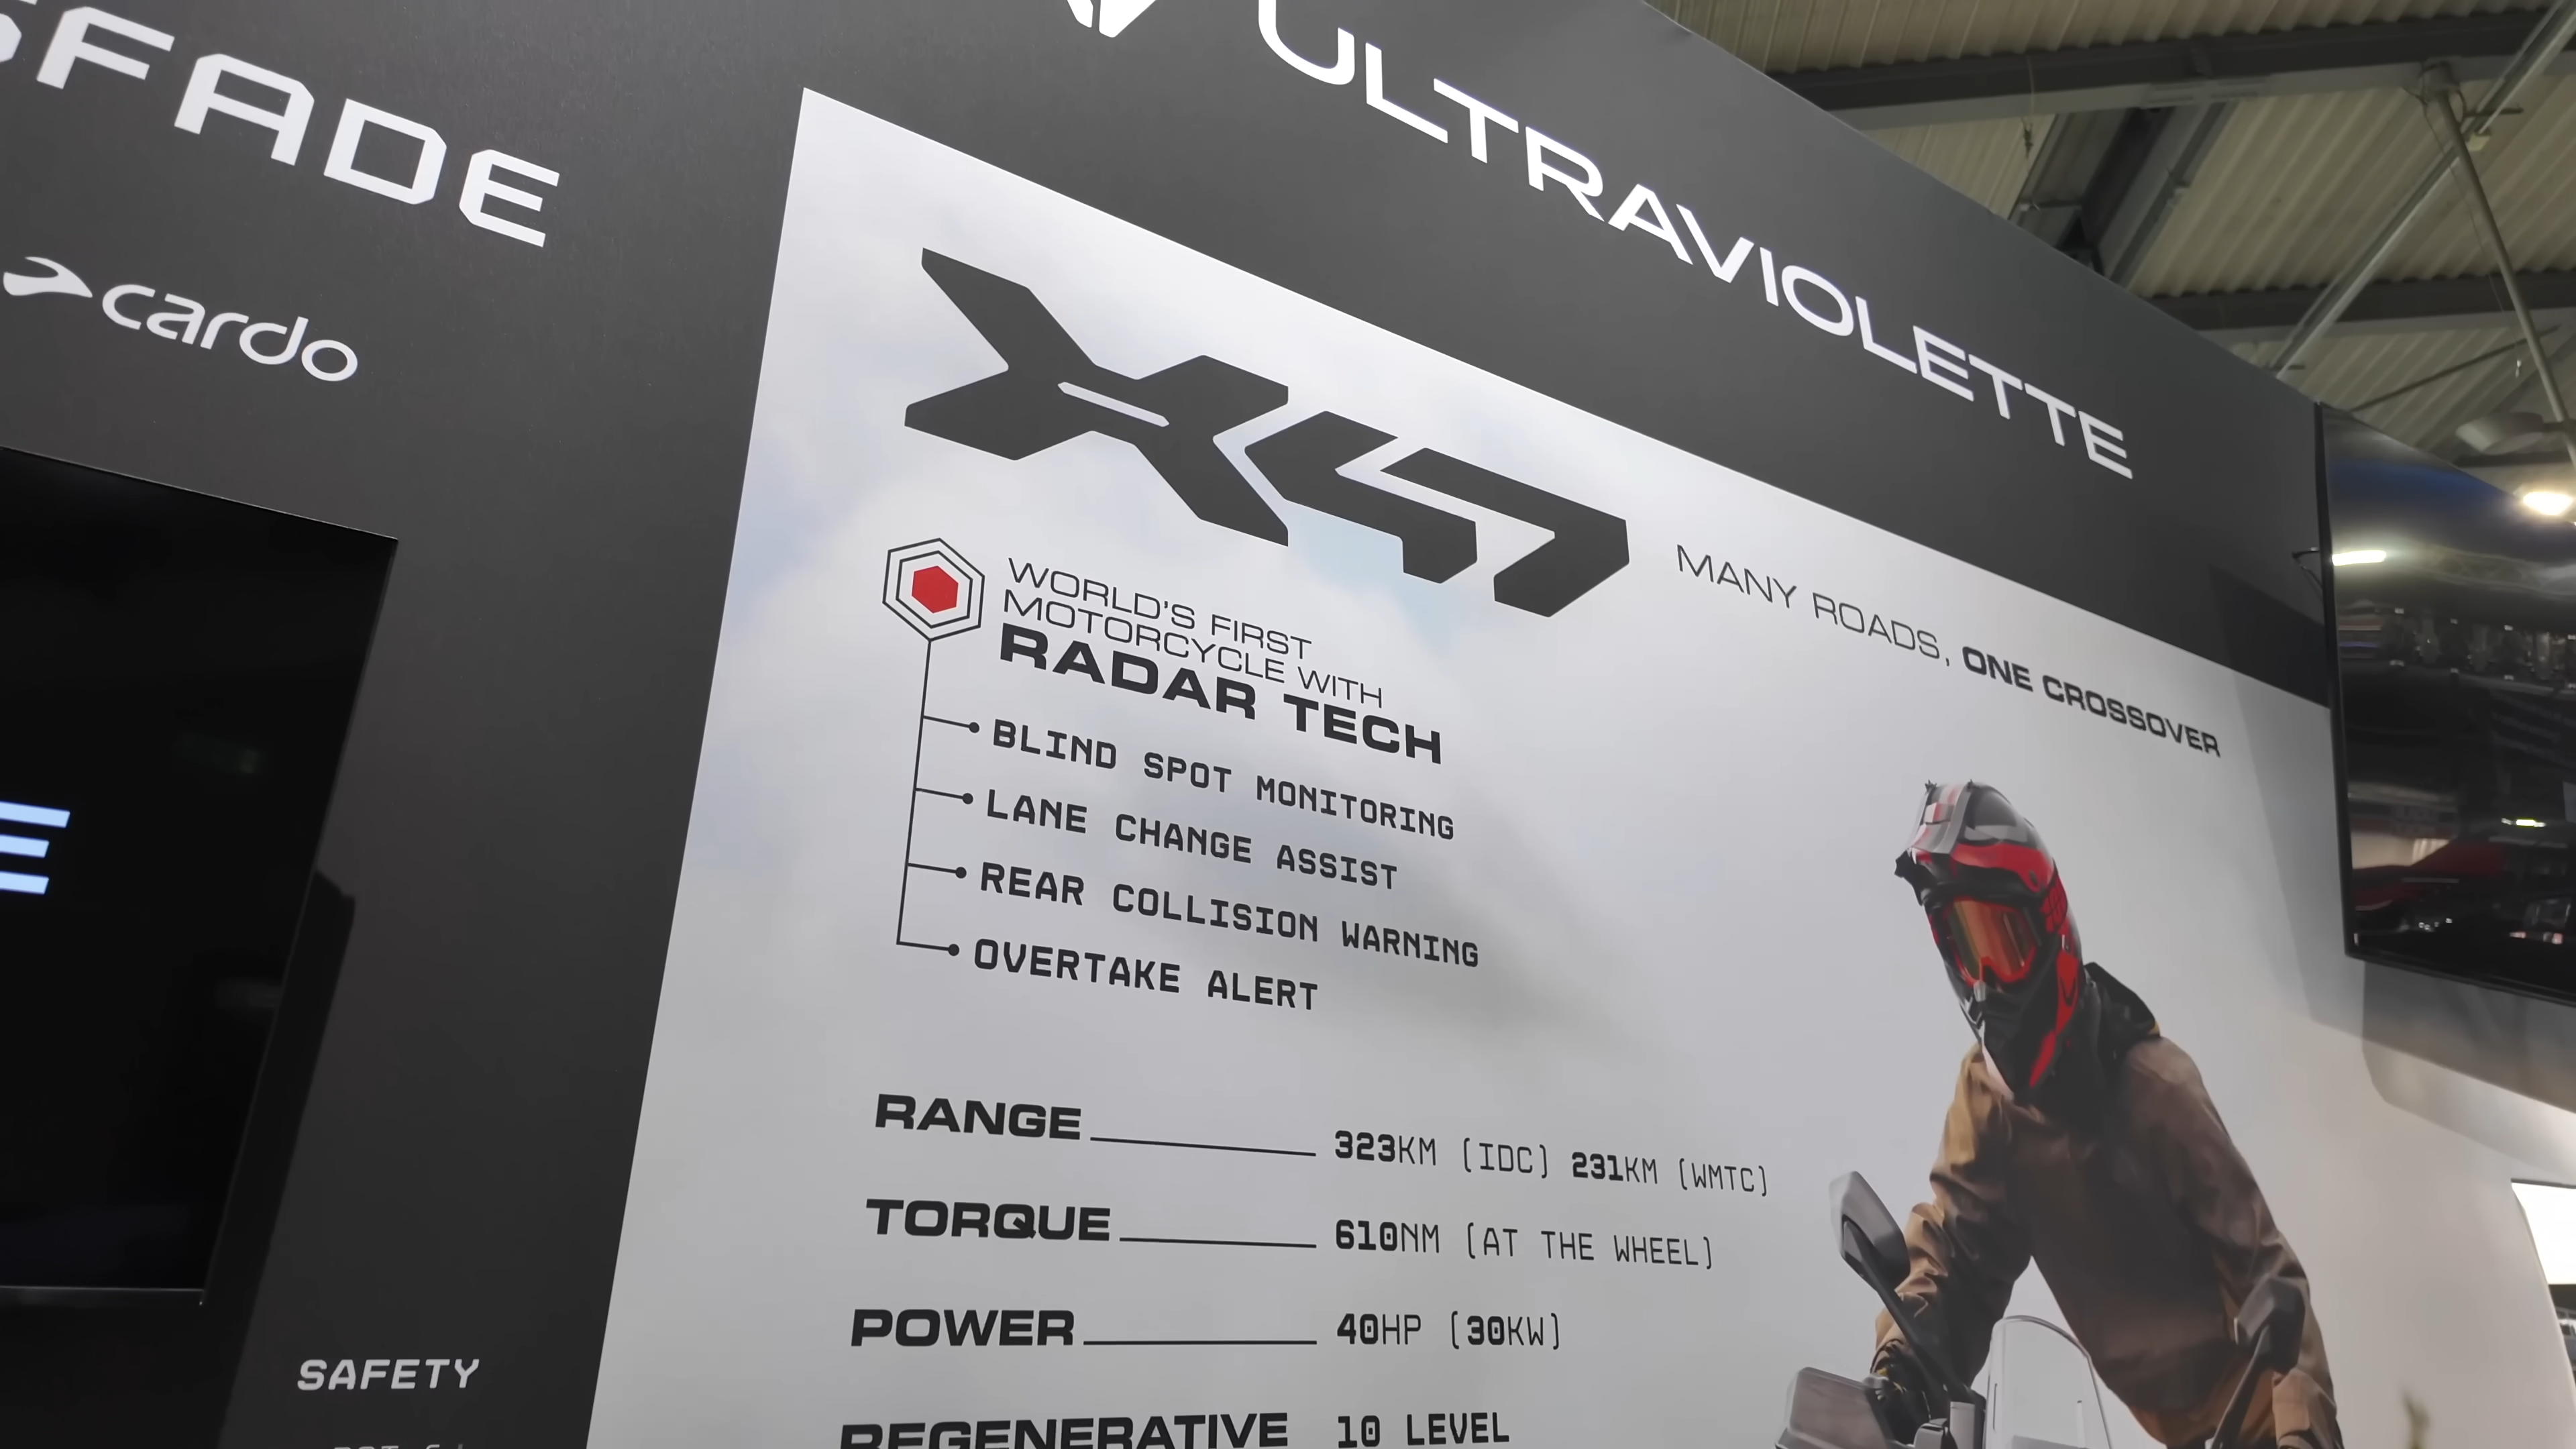 ULTRAVIOLETTE
cardo
X47
MANY ROADS, ONE CROSSOVER
WORLD'S FIRST
MOTORCYCLE WITH
RADAR TECH
BLIND SPOT MONITORING
LANE CHANGE ASSIST
REAR COLLISION WARNING
OVERTAKE ALERT
RANGE 323KM (IDC) 231KM (WMTC)
TORQUE 610NM (AT THE WHEEL)
POWER 40HP (30KW)
REGENERATIVE 10 LEVEL
SAFETY